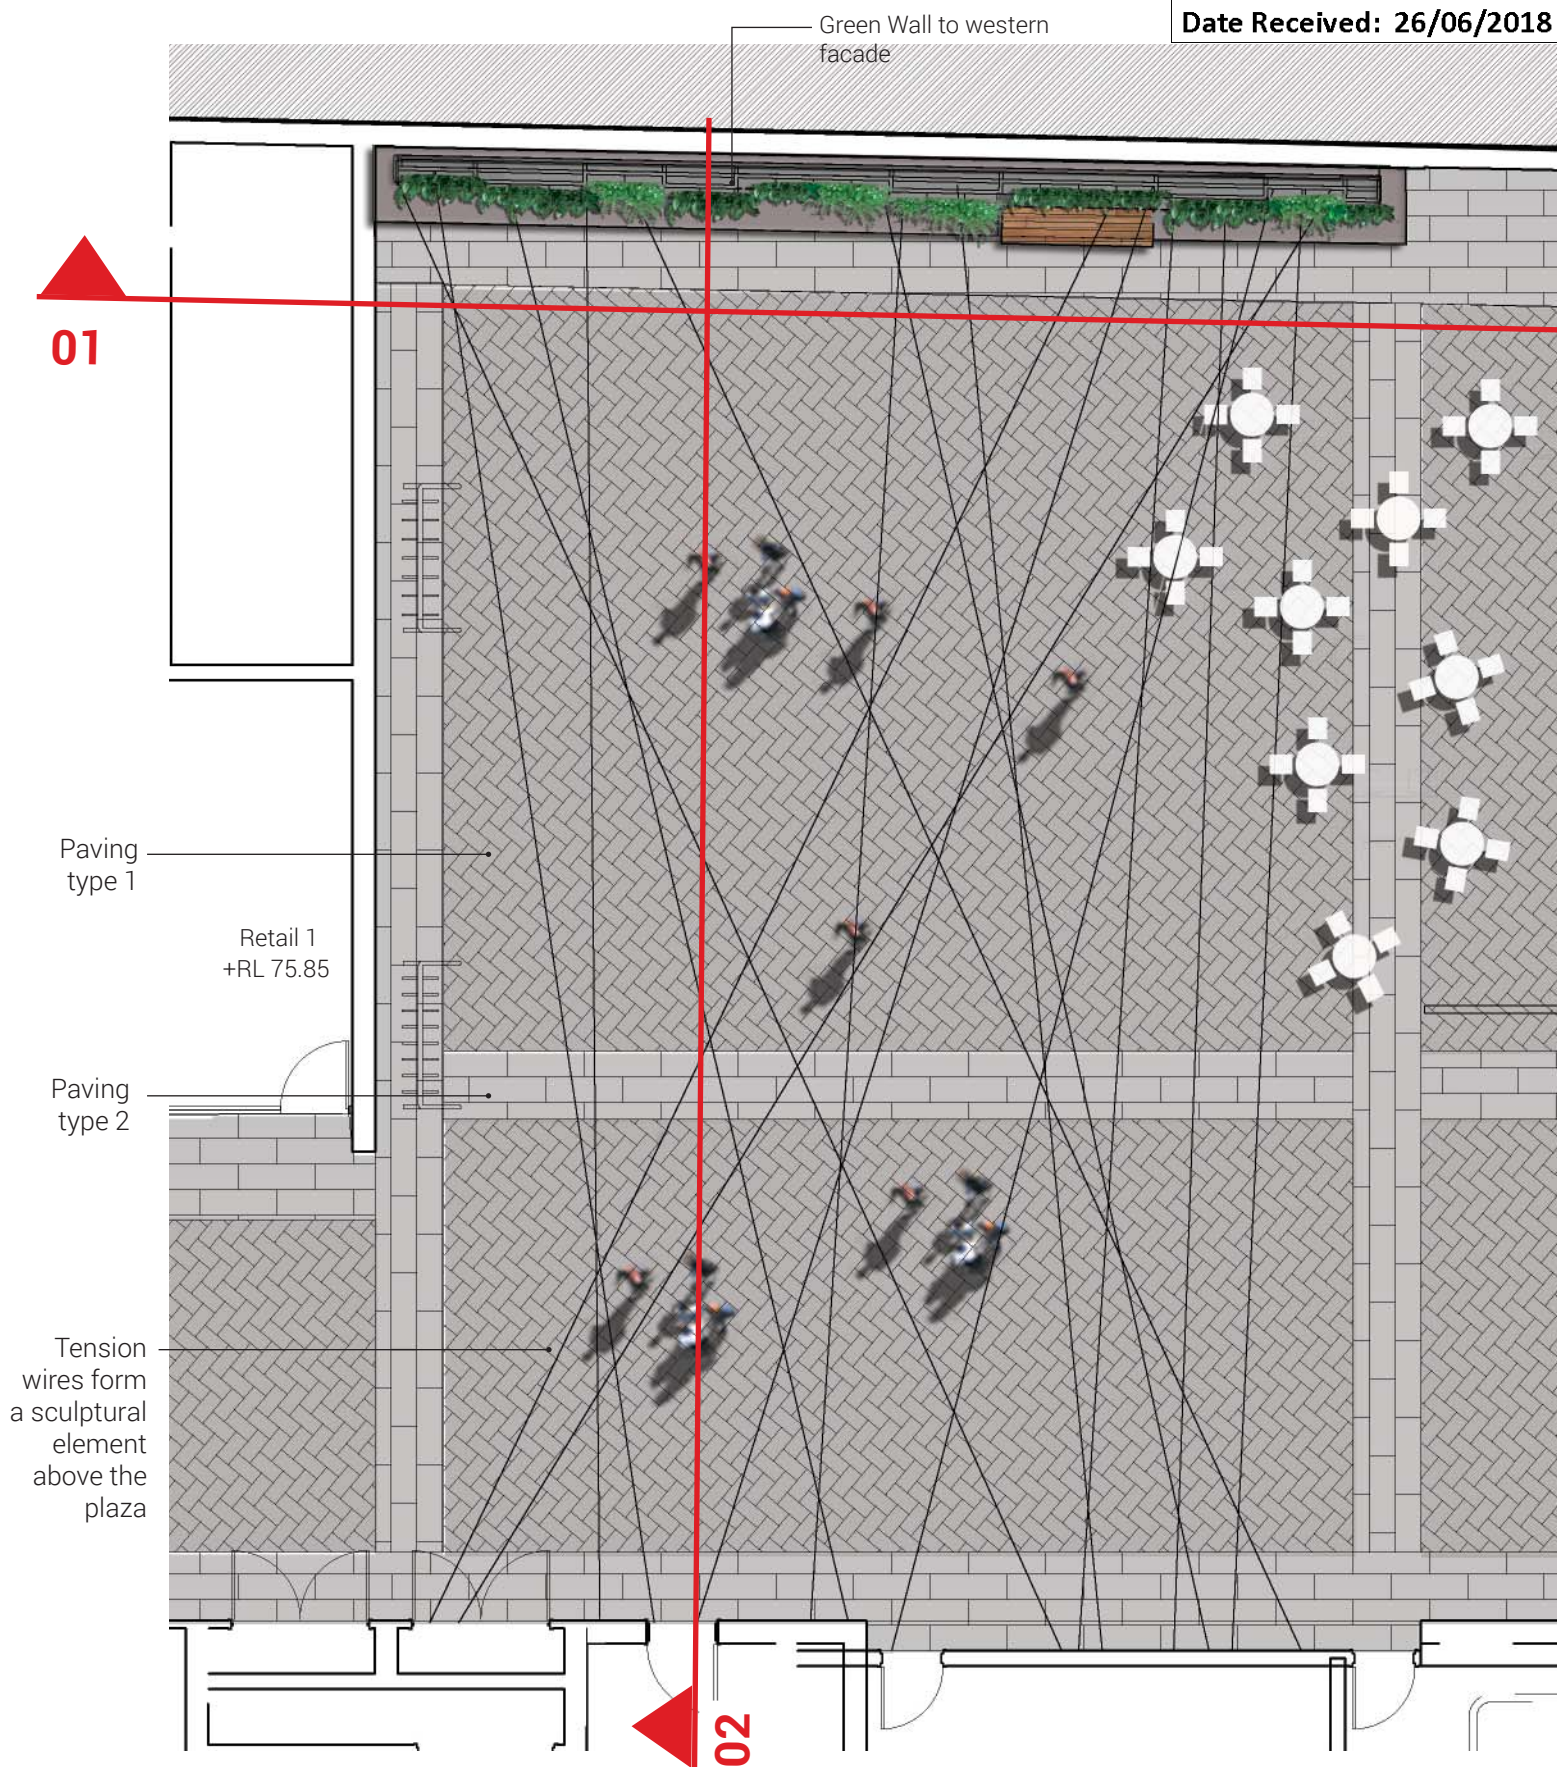 Date Received: 26/06/2018
Green Wall to western
facade
01
Paving
type 1
Retail 1
+RL 75.85
Paving
type 2
Tension
wires form
a sculptural
element
above the
plaza
02